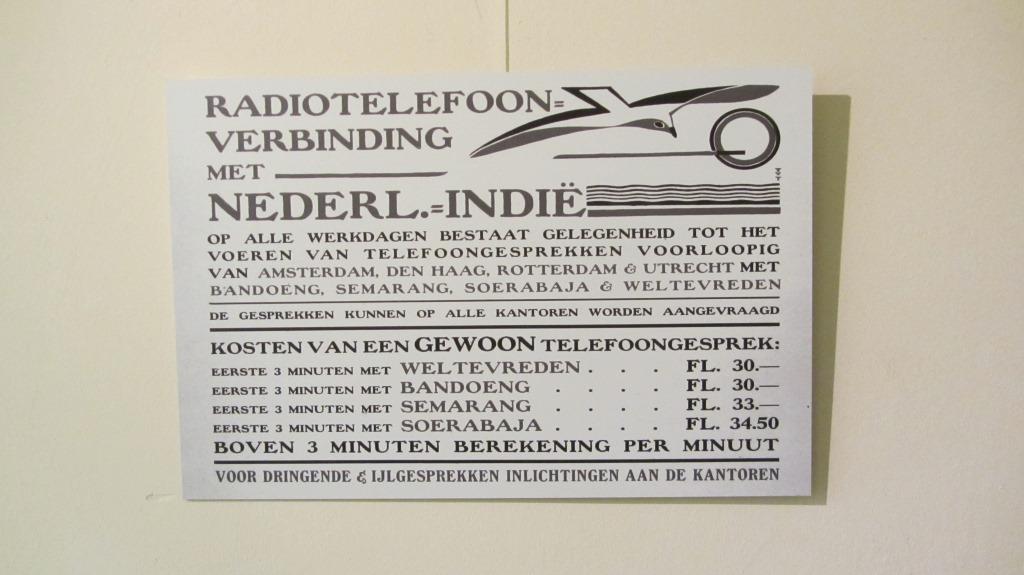 RADIOTELEFOON=
VERBINDING
MET
NEDERL.=INDIË
OP ALLE WERKDAGEN BESTAAT GELEGENHEID TOT HET
VOEREN VAN TELEFOONGESPREKKEN VOORLOOPIG
VAN AMSTERDAM, DEN HAAG, ROTTERDAM & UTRECHT MET
BANDOENG, SEMARANG, SOERABAJA & WELTEVREDEN
DE GESPREKKEN KUNNEN OP ALLE KANTOREN WORDEN AANGEVRAAGD
KOSTEN VAN EEN GEWOON TELEFOONGESPREK:
EERSTE 3 MINUTEN MET WELTEVREDEN . . . FL. 30.—
EERSTE 3 MINUTEN MET BANDOENG . . . . FL. 30.—
EERSTE 3 MINUTEN MET SEMARANG . . . . FL. 33.—
EERSTE 3 MINUTEN MET SOERABAJA . . . . FL. 34.50
BOVEN 3 MINUTEN BEREKENING PER MINUUT
VOOR DRINGENDE & IJLGESPREKKEN INLICHTINGEN AAN DE KANTOREN